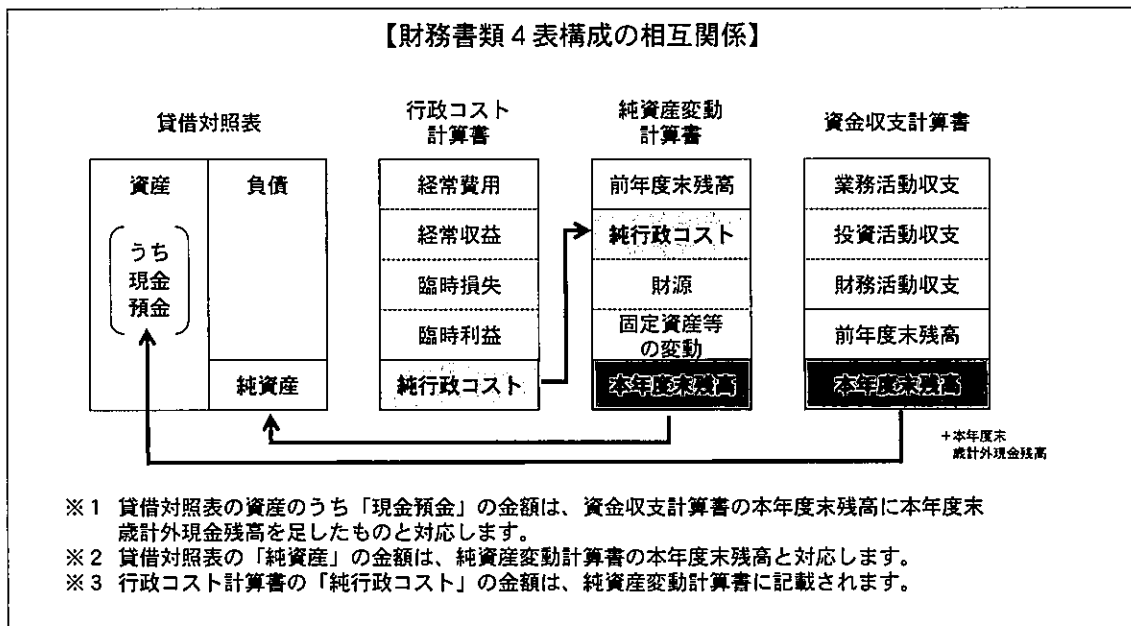 【財務書類4表構成の相互関係】
貸借対照表
行政コスト
計算書
純資産変動
計算書
資金収支計算書
資産
負債
うち
現金
預金
純資産
経常費用
経常収益
臨時損失
臨時利益
純行政コスト
前年度末残高
純行政コスト
財源
固定資産等
の変動
本年度末残高
業務活動収支
投資活動収支
財務活動収支
前年度末残高
本年度末残高
+本年度末
歳計外現金残高
※1 貸借対照表の資産のうち「現金預金」の金額は、資金収支計算書の本年度末残高に本年度末
歳計外現金残高を足したものと対応します。
※2 貸借対照表の「純資産」の金額は、純資産変動計算書の本年度末残高と対応します。
※3 行政コスト計算書の「純行政コスト」の金額は、純資産変動計算書に記載されます。